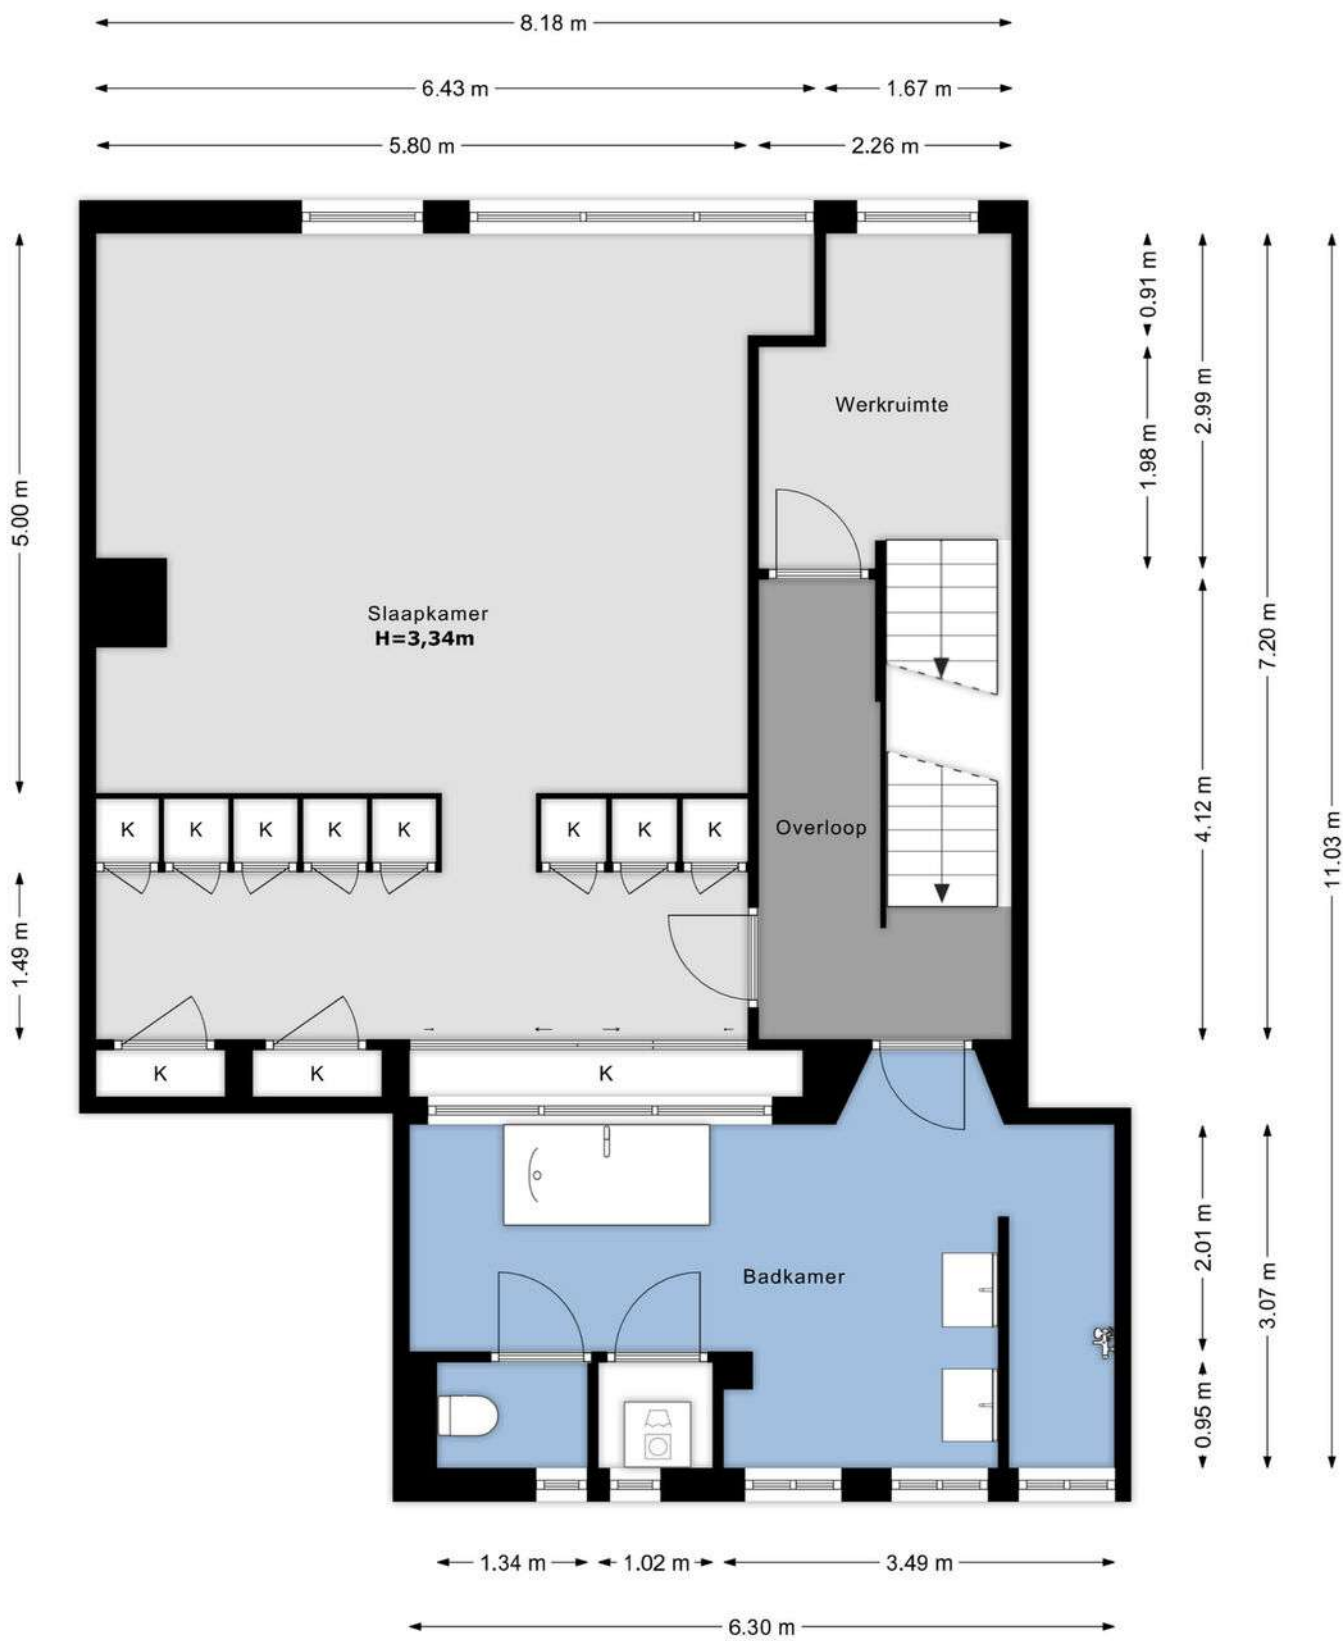 8.18 m
6.43 m
1.67 m
5.80 m
2.26 m
0.91 m
2.99 m
Werkruimte
1.98 m
5.00 m
Slaapkamer
H=3,34m
7.20 m
K
K
K
K
K
K
K
K
Overloop
4.12 m
11.03 m
1.49 m
K
K
K
2.01 m
Badkamer
3.07 m
0.95 m
1.34 m
1.02 m
3.49 m
6.30 m